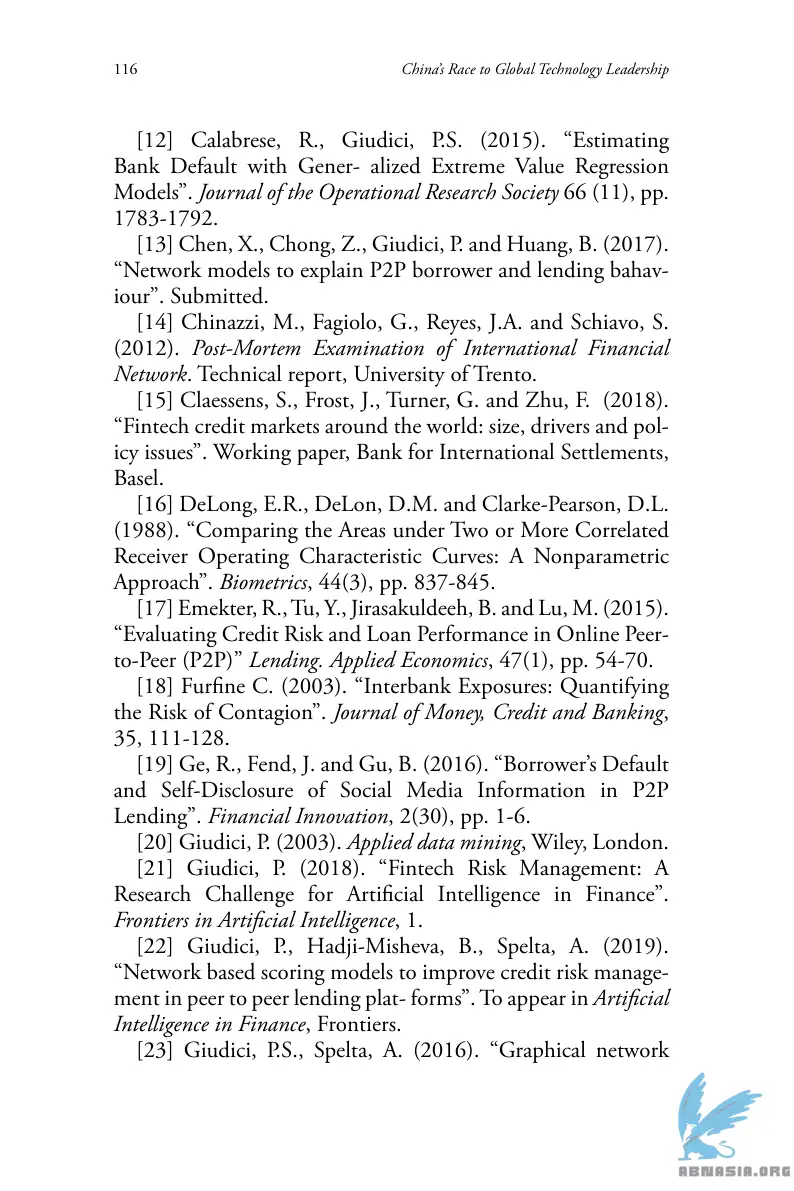 116
China’s Race to Global Technology Leadership
[12] Calabrese, R., Giudici, P.S. (2015). “Estimating
Bank Default with Gener- alized Extreme Value Regression
Models”. Journal of the Operational Research Society 66 (11), pp.
1783-1792.
[13] Chen, X., Chong, Z., Giudici, P. and Huang, B. (2017).
“Network models to explain P2P borrower and lending bahav-
iour”. Submitted.
[14] Chinazzi, M., Fagiolo, G., Reyes, J.A. and Schiavo, S.
(2012). Post-Mortem Examination of International Financial
Network. Technical report, University of Trento.
[15] Claessens, S., Frost, J., Turner, G. and Zhu, F. (2018).
“Fintech credit markets around the world: size, drivers and pol-
icy issues”. Working paper, Bank for International Settlements,
Basel.
[16] DeLong, E.R., DeLon, D.M. and Clarke-Pearson, D.L.
(1988). “Comparing the Areas under Two or More Correlated
Receiver Operating Characteristic Curves: A Nonparametric
Approach”. Biometrics, 44(3), pp. 837-845.
[17] Emekter, R., Tu, Y., Jirasakuldeeh, B. and Lu, M. (2015).
“Evaluating Credit Risk and Loan Performance in Online Peer-
to-Peer (P2P)” Lending. Applied Economics, 47(1), pp. 54-70.
[18] Furfine C. (2003). “Interbank Exposures: Quantifying
the Risk of Contagion”. Journal of Money, Credit and Banking,
35, 111-128.
[19] Ge, R., Fend, J. and Gu, B. (2016). “Borrower’s Default
and Self-Disclosure of Social Media Information in P2P
Lending”. Financial Innovation, 2(30), pp. 1-6.
[20] Giudici, P. (2003). Applied data mining, Wiley, London.
[21] Giudici, P. (2018). “Fintech Risk Management: A
Research Challenge for Artificial Intelligence in Finance”.
Frontiers in Artificial Intelligence, 1.
[22] Giudici, P., Hadji-Misheva, B., Spelta, A. (2019).
“Network based scoring models to improve credit risk manage-
ment in peer to peer lending plat- forms”. To appear in Artificial
Intelligence in Finance, Frontiers.
[23] Giudici, P.S., Spelta, A. (2016). “Graphical network
ABNASIA.ORG